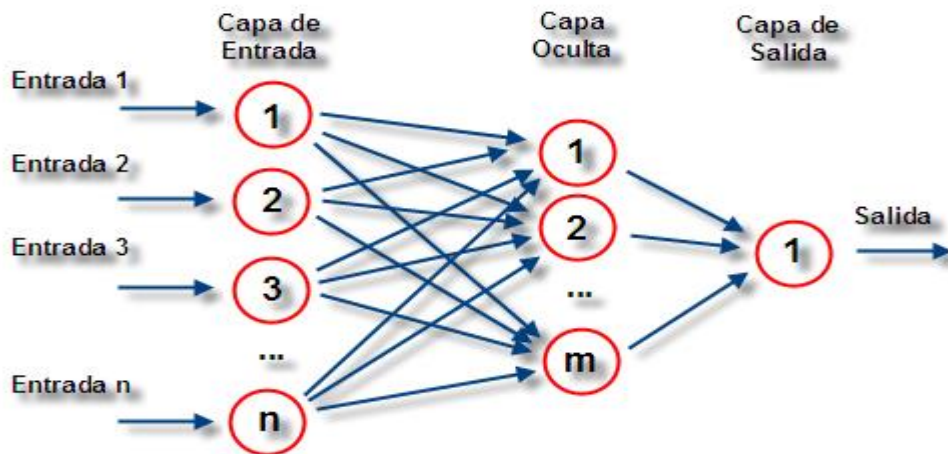 Capa de
Entrada
Capa
Oculta
Capa de
Salida
Entrada 1
1
Entrada 2
2
Entrada 3
3
...
Entrada n
n
1
2
...
m
1
Salida